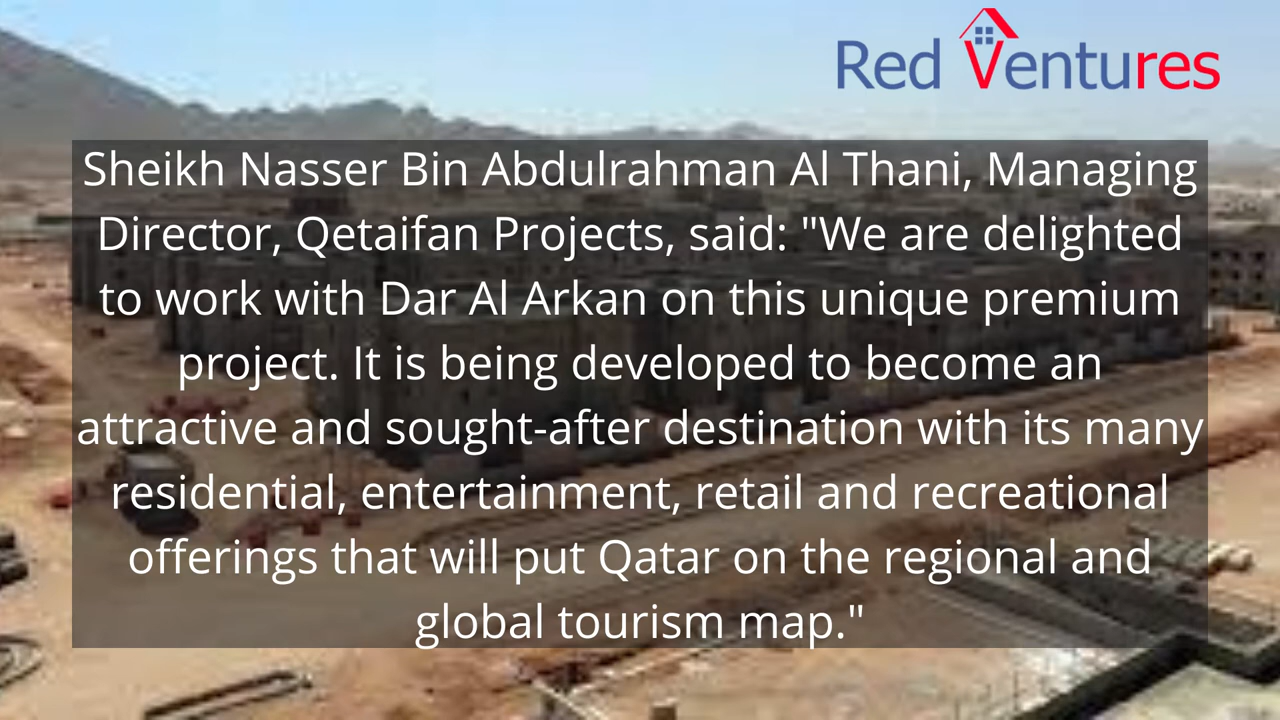 Red Ventures
Sheikh Nasser Bin Abdulrahman Al Thani, Managing
Director, Qetaifan Projects, said: "We are delighted
to work with Dar Al Arkan on this unique premium
project. It is being developed to become an
attractive and sought-after destination with its many
residential, entertainment, retail and recreational
offerings that will put Qatar on the regional and
global tourism map."